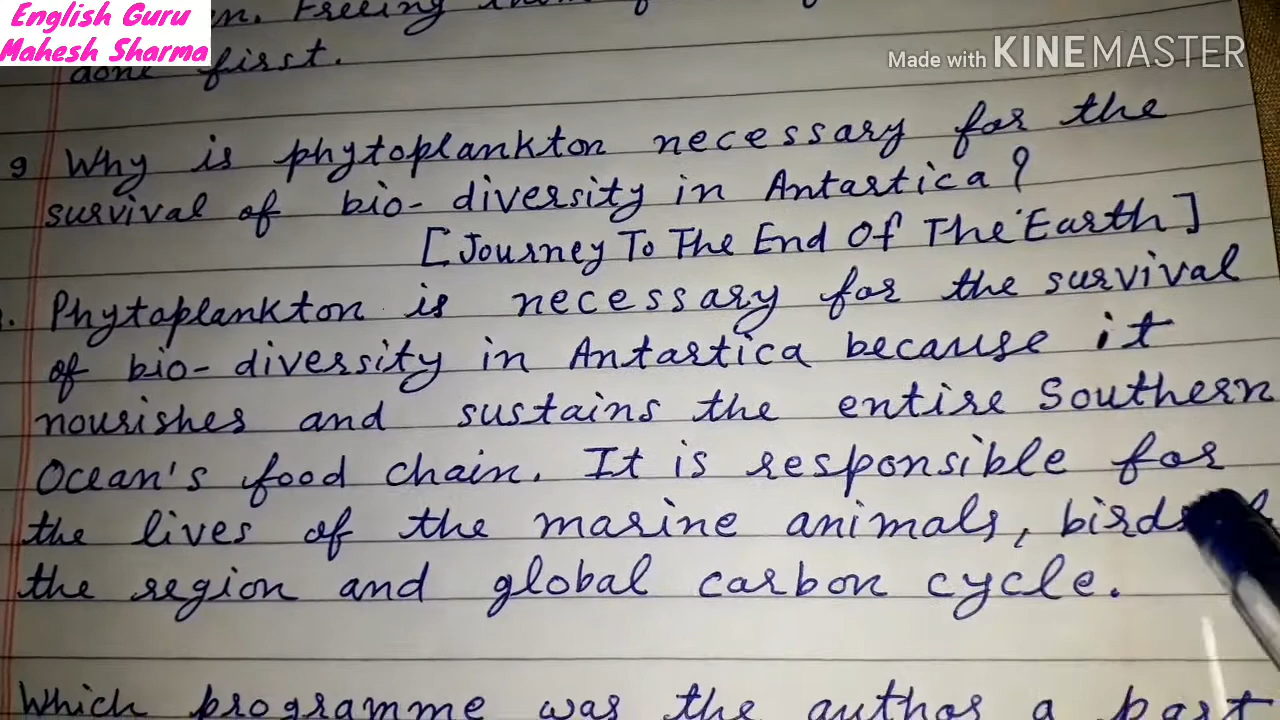 English Guru
Mahesh Sharma
Made with KINEMASTER
done first.
9 Why is phytoplankton necessary for the
survival of bio-diversity in Antartica?
[Journey To The End Of The Earth]
Phytoplankton is necessary for the survival
of bio-diversity in Antartica because it
nourishes and sustains the entire Southern
Ocean's food chain. It is responsible for
the lives of the marine animals, birds
the region and global carbon cycle.
Which programme was the author a part